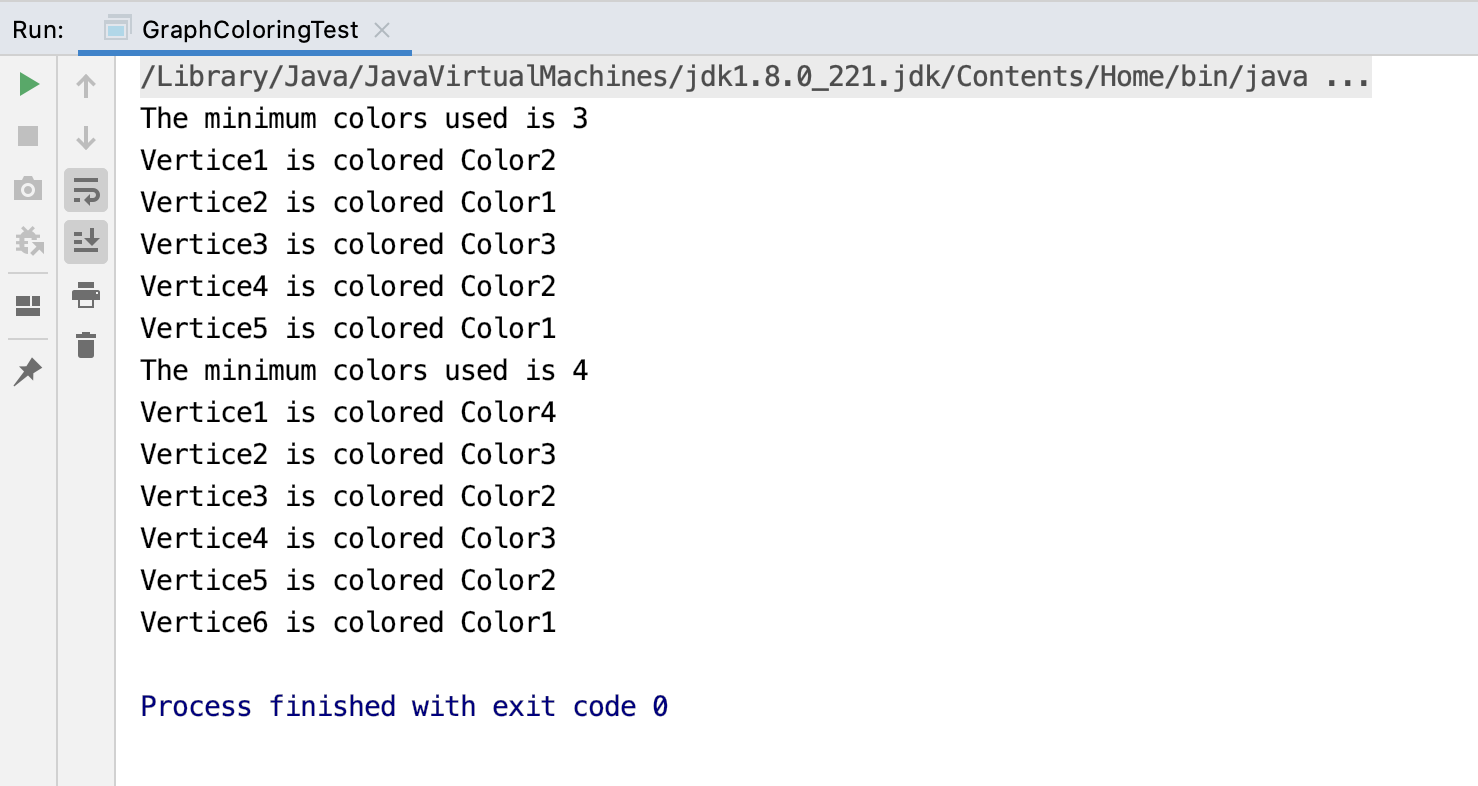 Run: GraphColoringTest
/Library/Java/JavaVirtualMachines/jdk1.8.0_221.jdk/Contents/Home/bin/java ...
The minimum colors used is 3
Vertice1 is colored Color2
Vertice2 is colored Color1
Vertice3 is colored Color3
Vertice4 is colored Color2
Vertice5 is colored Color1
The minimum colors used is 4
Vertice1 is colored Color4
Vertice2 is colored Color3
Vertice3 is colored Color2
Vertice4 is colored Color3
Vertice5 is colored Color2
Vertice6 is colored Color1
Process finished with exit code 0